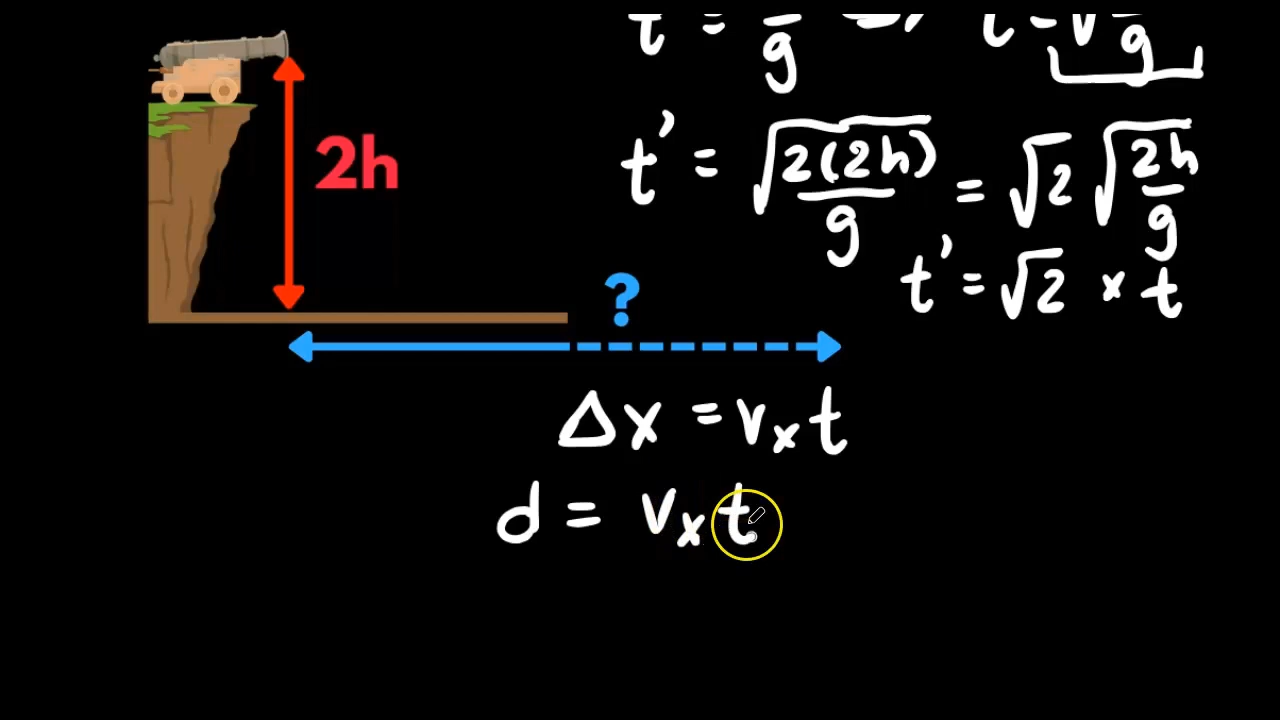 t = — / g => t = √ — / g
2h
t' = √(2(2h)/g) = √2 √(2h/g)
t' = √2 × t
?
Δx = vₓt
d = vₓt